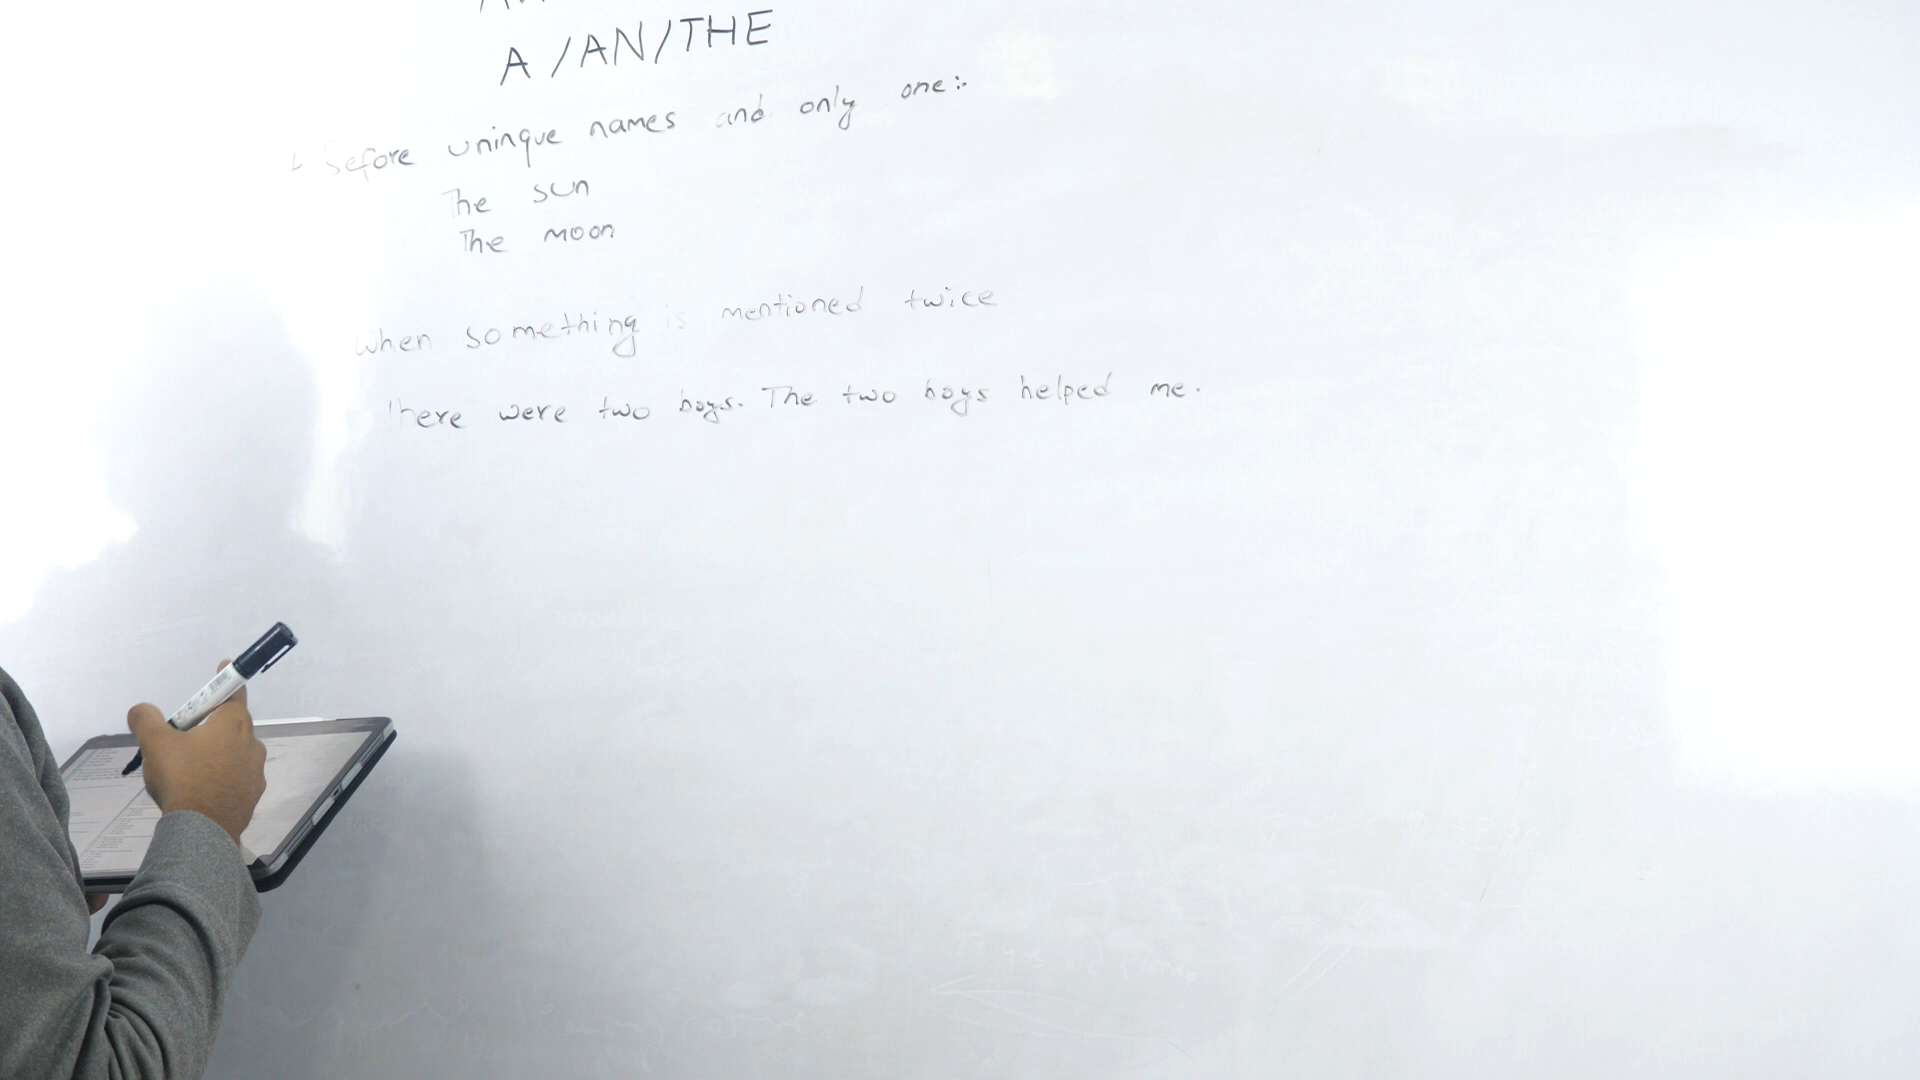 A /AN/THE
Before uninque names and only one:-
The sun
The moon
When something is mentioned twice
There were two boys. The two boys helped me.